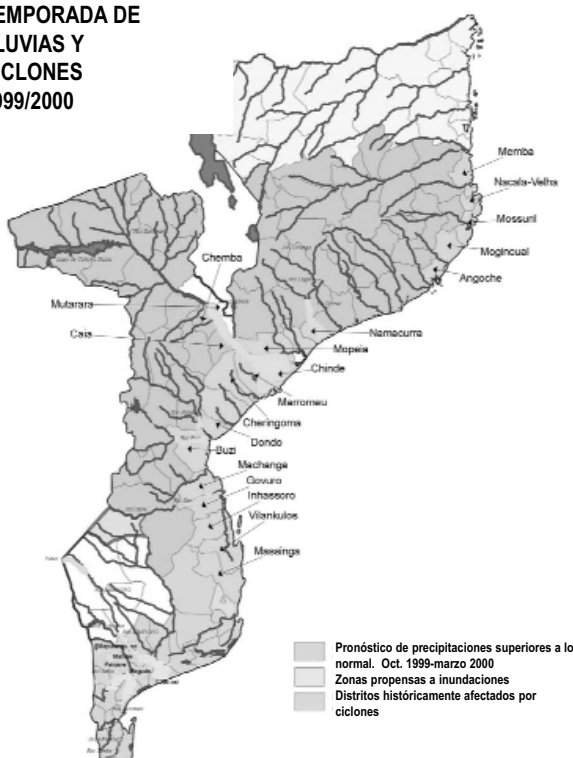 EMPORADA DE
LUVIAS Y
ICLONES
999/2000
Memba
Nacala-Velha
Mossuril
Mogincual
Angoche
Chemba
Mutarara
Caia
Namacurra
Mopeia
Chinde
Marromeu
Cheringoma
Dondo
Buzi
Machanga
Govuro
Inhassoro
Vilankulos
Massinga
Pronóstico de precipitaciones superiores a lo
normal. Oct. 1999-marzo 2000
Zonas propensas a inundaciones
Distritos históricamente afectados por
ciclones